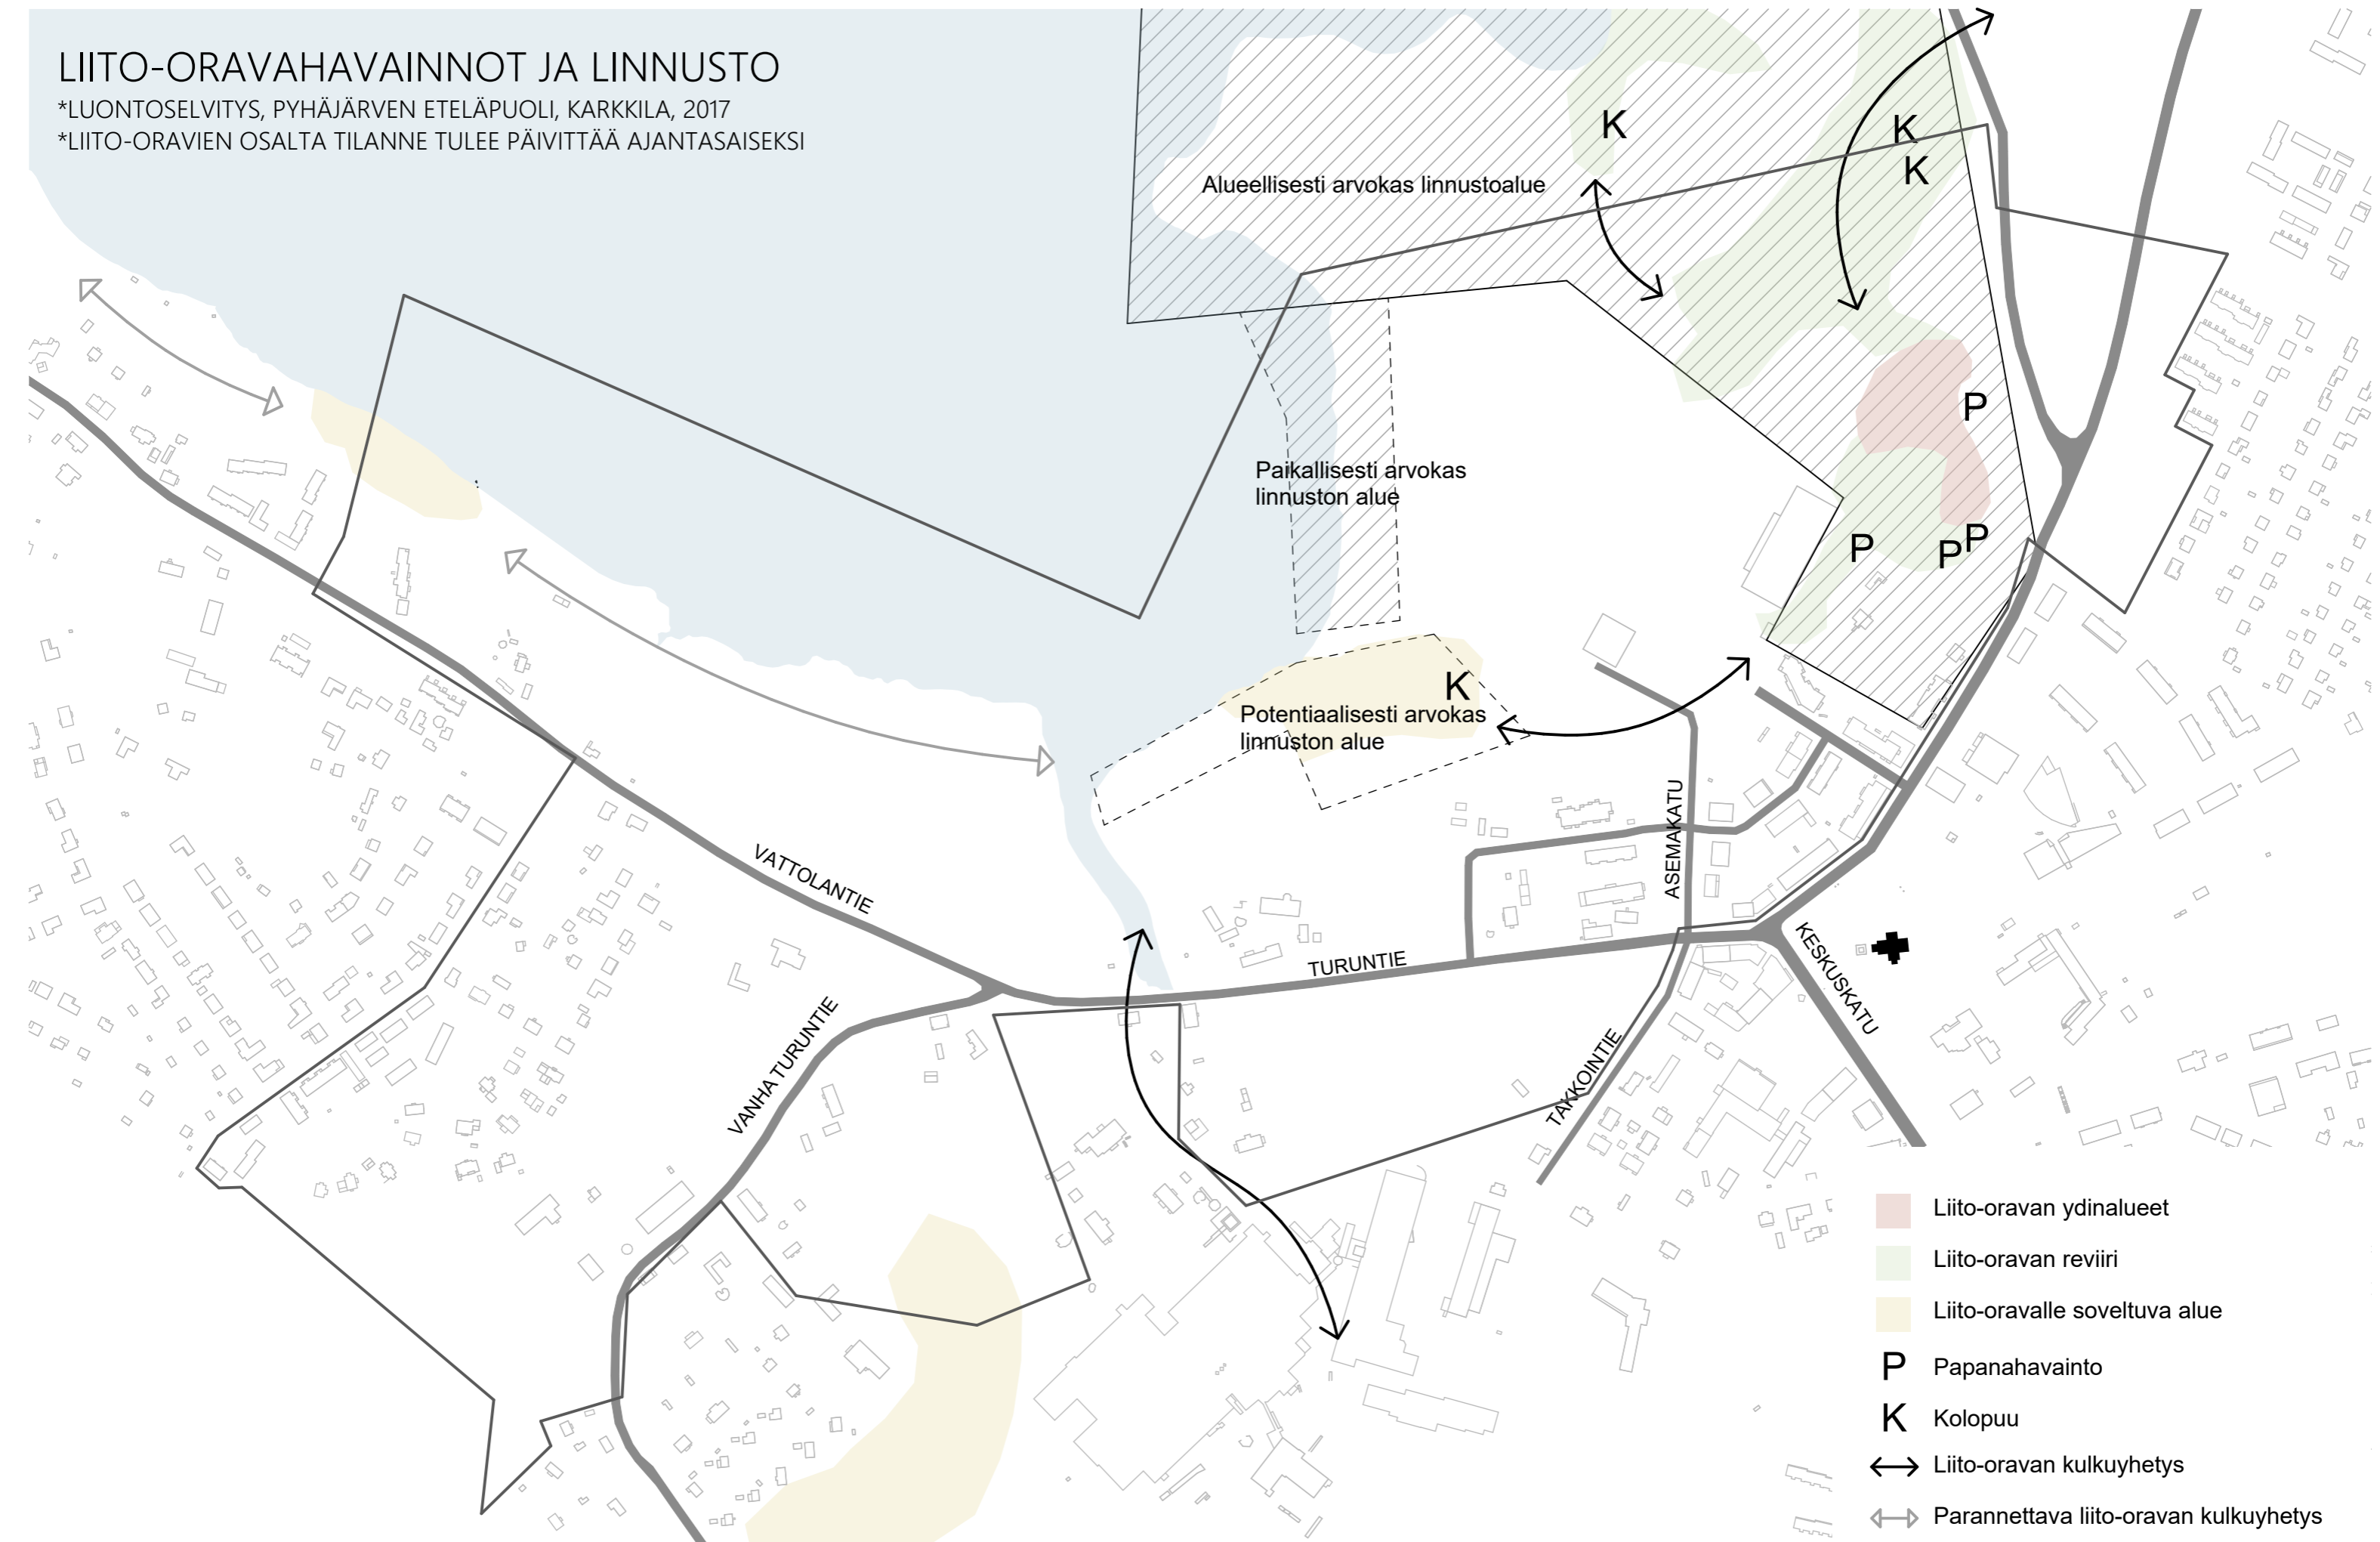 LIITO-ORAVAHAVAINNOT JA LINNUSTO
*LUONTOSELVITYS, PYHÄJÄRVEN ETELÄPUOLI, KARKKILA, 2017
*LIITO-ORAVIEN OSALTA TILANNE TULEE PÄIVITTÄÄ AJANTASAISEKSI
K
K
K
Alueellisesti arvokas linnustoalue
P
Paikallisesti arvokas
linnuston alue
P
P
P
K
Potentiaalisesti arvokas
linnuston alue
VATTOLANTIE
ASEMAKATU
TURUNTIE
KESKUSKATU
VANHA TURUNTIE
TAKKOINTIE
Liito-oravan ydinalueet
Liito-oravan reviiri
Liito-oravalle soveltuva alue
P Papanahavainto
K Kolopuu
Liito-oravan kulkuyhetys
Parannettava liito-oravan kulkuyhetys